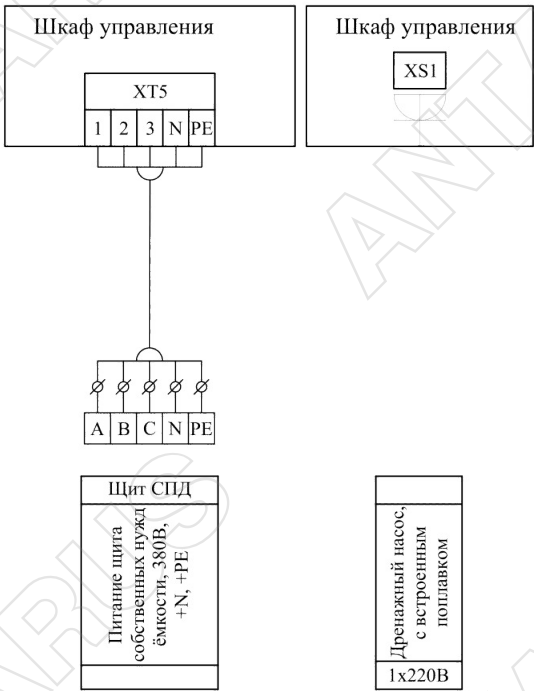 Шкаф управления
Шкаф управления
XT5
XS1
1 2 3 N PE
A B C N PE
Щит СПД
Питание щита
собственных нужд
ёмкости, 380В,
+N, +PE
Дренажный насос,
с встроенным
поплавком
1x220В
ANTARUS